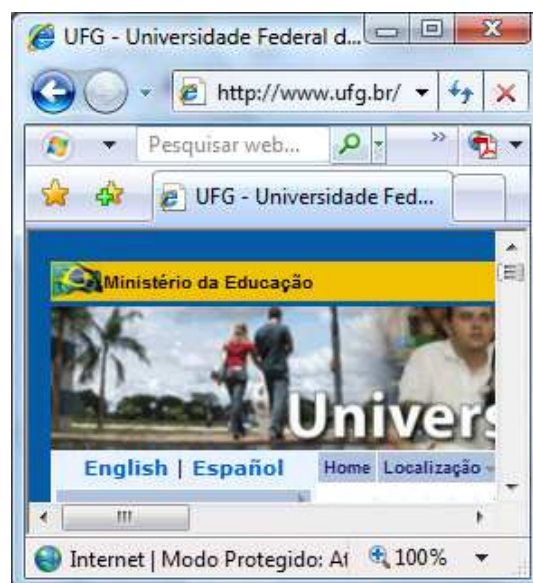 UFG - Universidade Federal d...
http://www.ufg.br/
Pesquisar web...
UFG - Universidade Fed...
Ministério da Educação
Univers
English | Español Home Localização
Internet | Modo Protegido: At 100%